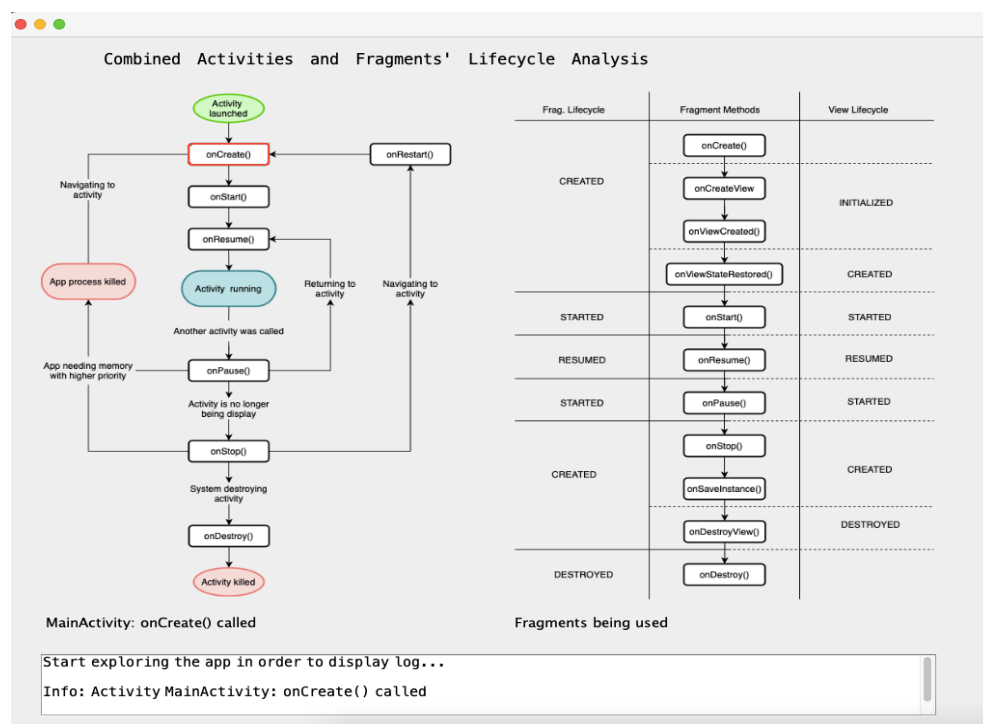 Combined Activities and Fragments' Lifecycle Analysis
Activity
launched
onCreate()
onRestart()
Navigating to
activity
onStart()
onResume()
App process killed
Activity running
Returning to
activity
Navigating to
activity
Another activity was called
App needing memory
with higher priority
onPause()
Activity is no longer
being display
onStop()
System destroying
activity
onDestroy()
Activity killed
Frag. Lifecycle
Fragment Methods
View Lifecycle
onCreate()
CREATED
onCreateView
INITIALIZED
onViewCreated()
onViewStateRestored()
CREATED
STARTED
onStart()
STARTED
RESUMED
onResume()
RESUMED
STARTED
onPause()
STARTED
onStop()
CREATED
CREATED
onSaveInstance()
onDestroyView()
DESTROYED
DESTROYED
onDestroy()
MainActivity: onCreate() called
Fragments being used
Start exploring the app in order to display log...
Info: Activity MainActivity: onCreate() called